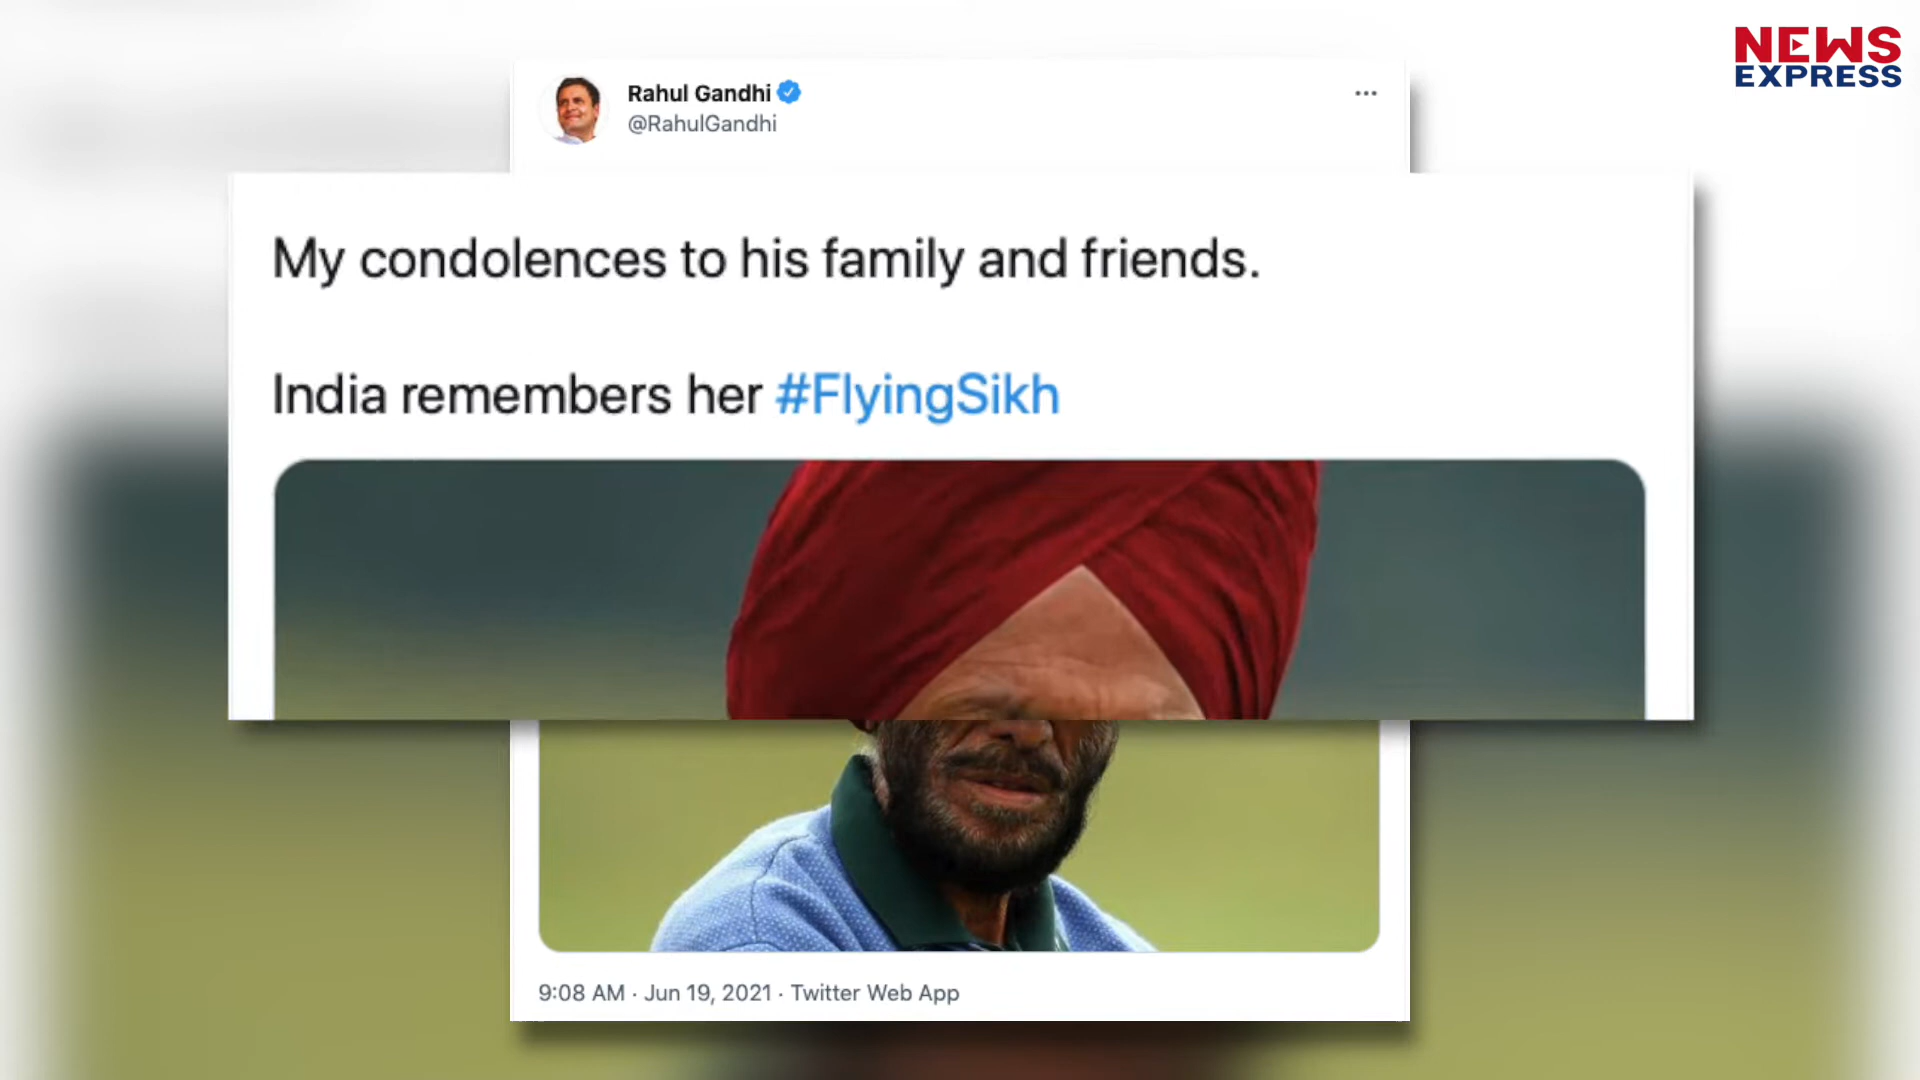 NEWS
EXPRESS
Rahul Gandhi
@RahulGandhi
My condolences to his family and friends.
India remembers her #FlyingSikh
9:08 AM · Jun 19, 2021 · Twitter Web App